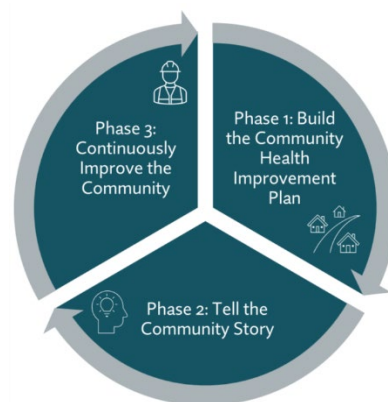 Phase 3:
Continuously
Improve the
Community
Phase 1: Build
the Community
Health
Improvement
Plan
Phase 2: Tell the
Community Story